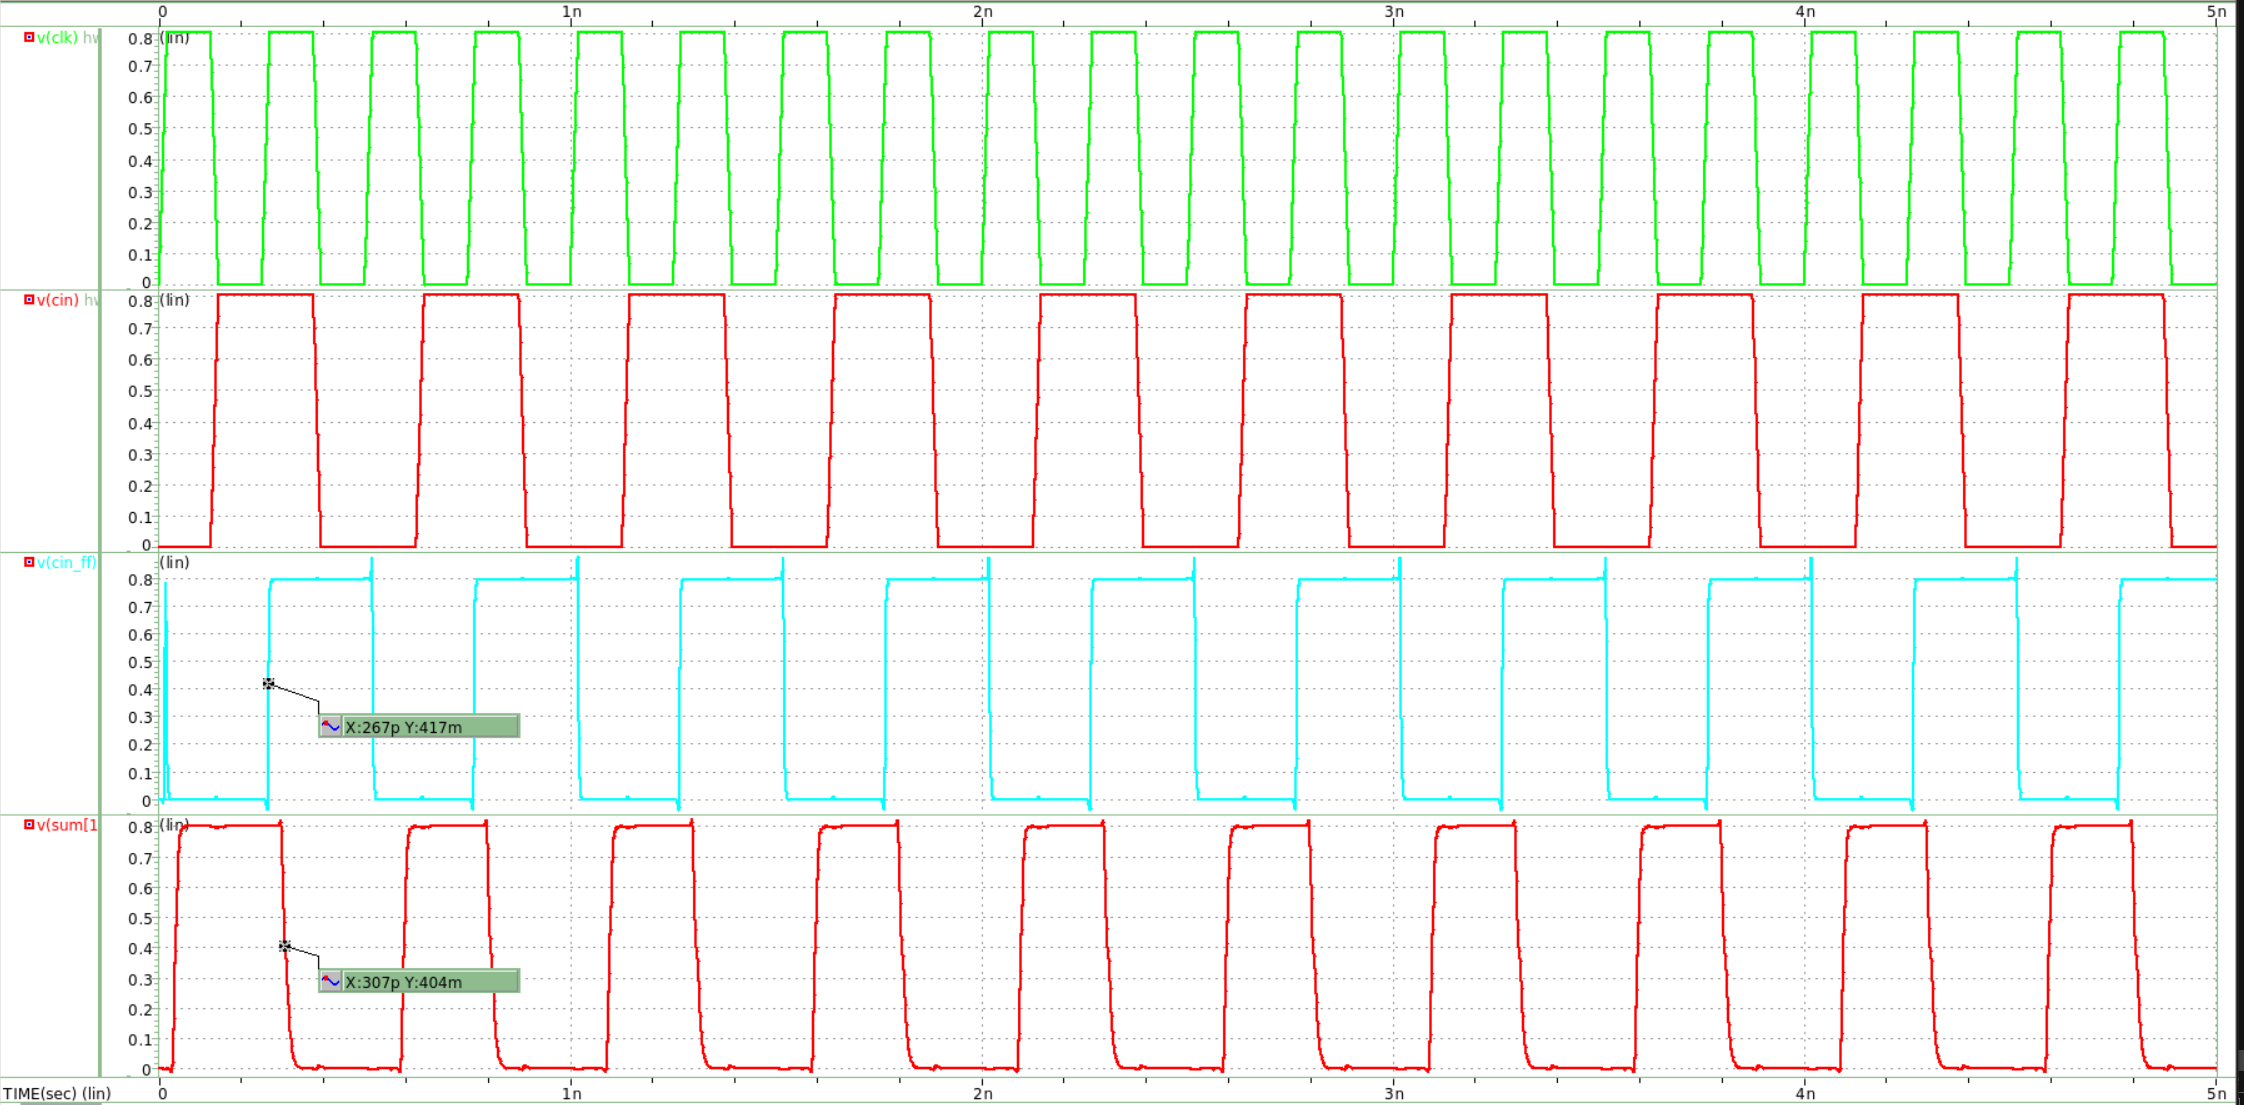 0 1n 2n 3n 4n 5n
v(clk) hw
0.8 (lin)
0.7
0.6
0.5
0.4
0.3
0.2
0.1
0
v(cin) hw
0.8 (lin)
0.7
0.6
0.5
0.4
0.3
0.2
0.1
0
v(cin_ff)
(lin)
0.8
0.7
0.6
0.5
0.4
0.3
X:267p Y:417m
0.2
0.1
0
v(sum[1
0.8 (lin)
0.7
0.6
0.5
0.4
0.3
X:307p Y:404m
0.2
0.1
0
TIME(sec) (lin) 0 1n 2n 3n 4n 5n